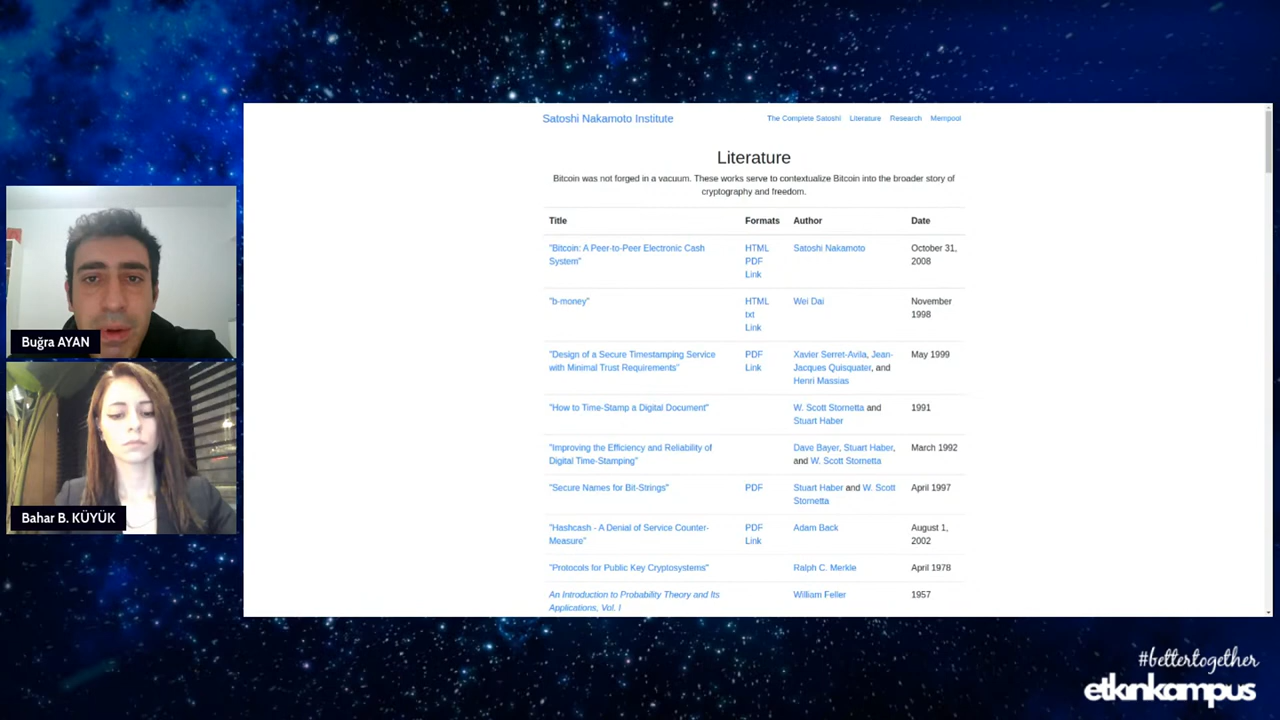 Satoshi Nakamoto Institute
The Complete Satoshi Literature Research Mempool
Literature
Bitcoin was not forged in a vacuum. These works serve to contextualize Bitcoin into the broader story of
cryptography and freedom.
Title Formats Author Date
"Bitcoin: A Peer-to-Peer Electronic Cash HTML Satoshi Nakamoto October 31,
System" PDF 2008
Link
"b-money" HTML Wei Dai November
txt 1998
Link
"Design of a Secure Timestamping Service PDF Xavier Serret-Avila, Jean- May 1999
with Minimal Trust Requirements" Link Jacques Quisquater, and
Henri Massias
"How to Time-Stamp a Digital Document" W. Scott Stornetta and 1991
Stuart Haber
"Improving the Efficiency and Reliability of Dave Bayer, Stuart Haber, March 1992
Digital Time-Stamping" and W. Scott Stornetta
"Secure Names for Bit-Strings" PDF Stuart Haber and W. Scott April 1997
Stornetta
"Hashcash - A Denial of Service Counter- PDF Adam Back August 1,
Measure" Link 2002
"Protocols for Public Key Cryptosystems" Ralph C. Merkle April 1978
An Introduction to Probability Theory and Its William Feller 1957
Applications, Vol. I
Buğra AYAN
Bahar B. KÜYÜK
#bettertogether
etkinkampus